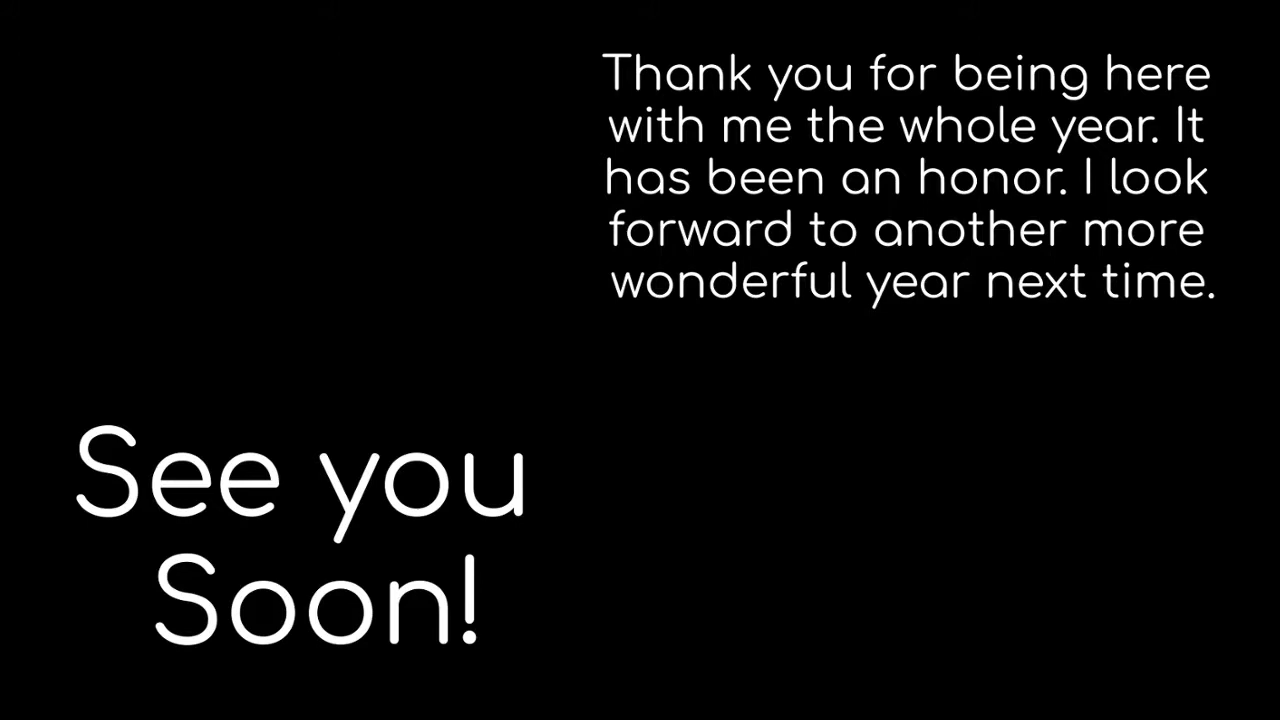 Thank you for being here
with me the whole year. It
has been an honor. I look
forward to another more
wonderful year next time.
See you
Soon!